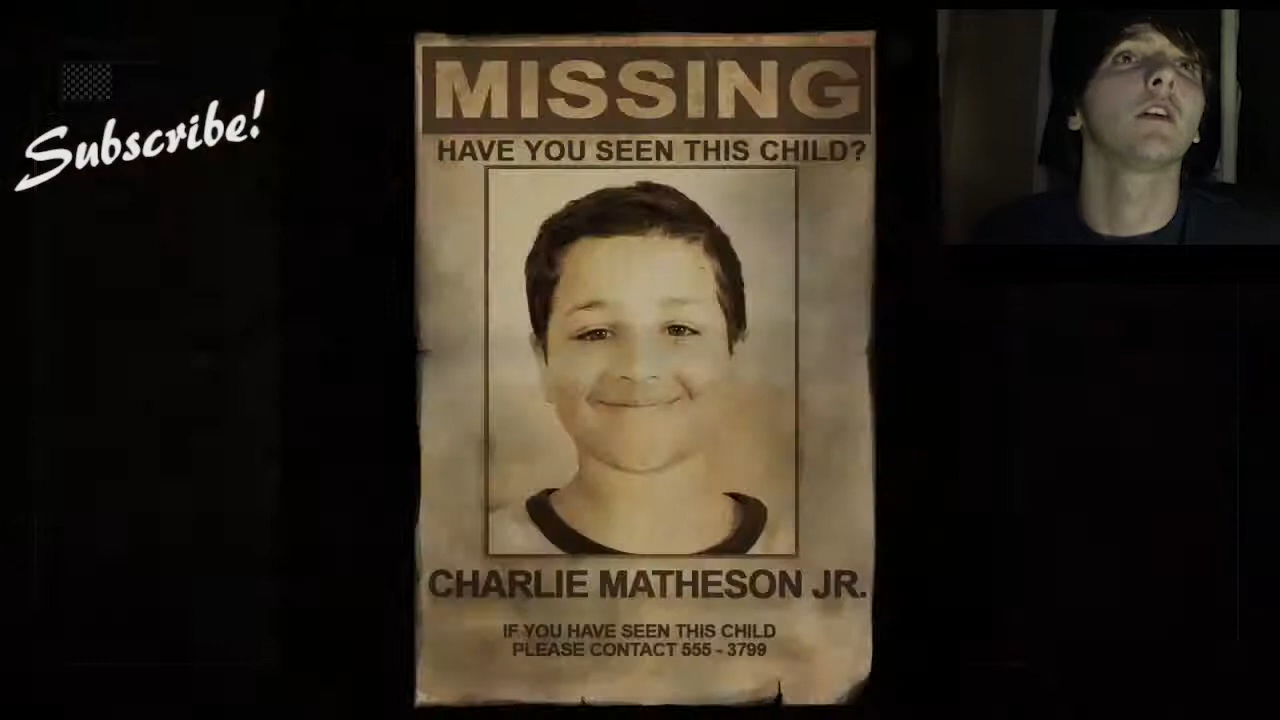 Subscribe!
MISSING
HAVE YOU SEEN THIS CHILD?
CHARLIE MATHESON JR.
IF YOU HAVE SEEN THIS CHILD
PLEASE CONTACT 555 - 3799